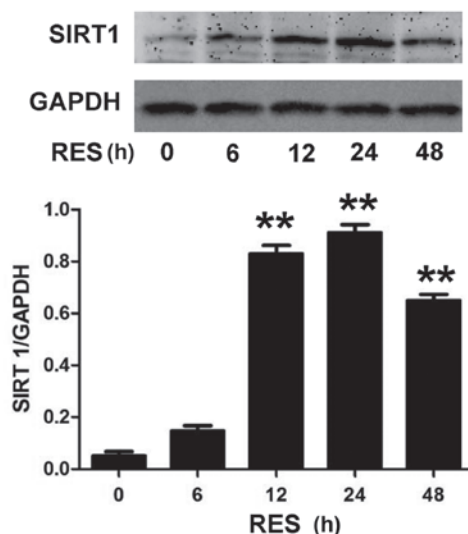 SIRT1
GAPDH
RES (h) 0 6 12 24 48
1.0
0.8
0.6
0.4
0.2
0.0
SIRT 1/GAPDH
** ** **
0 6 12 24 48
RES (h)